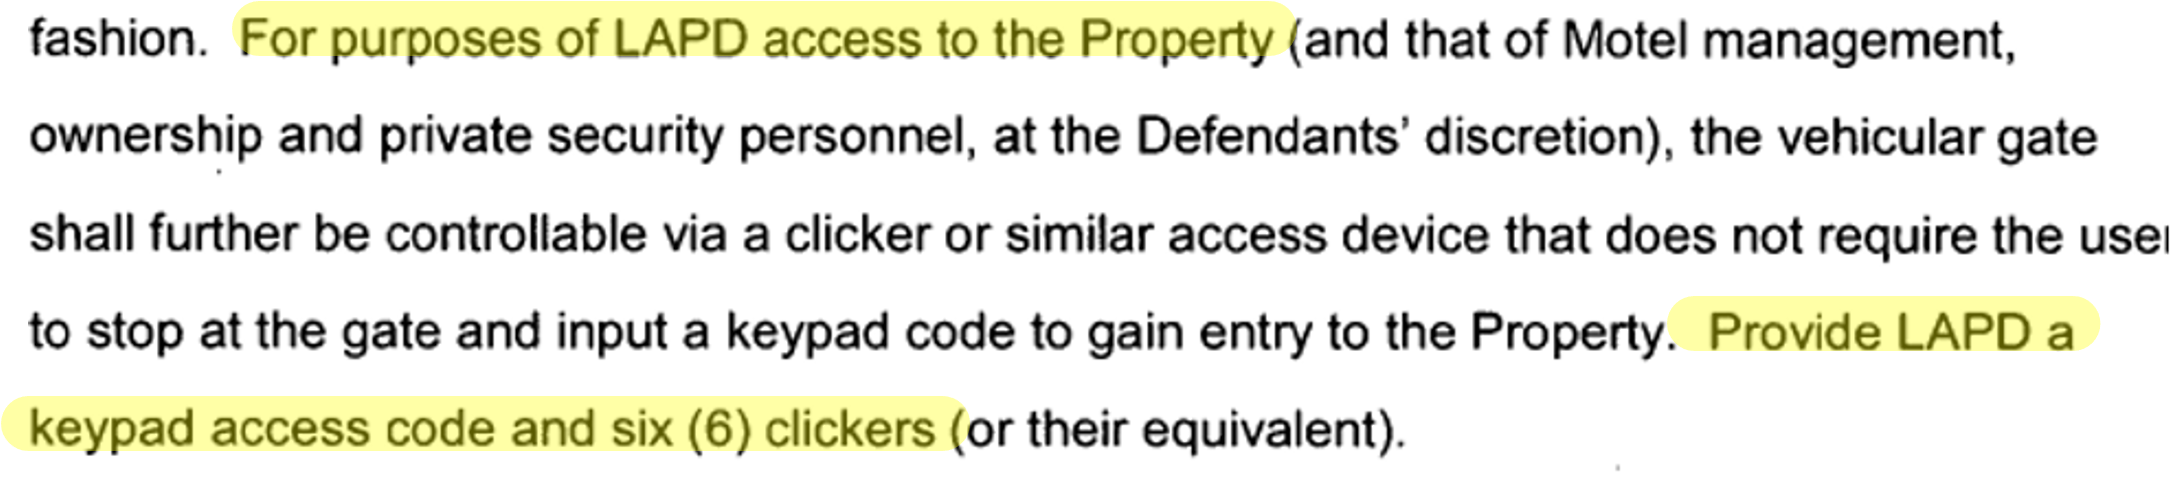 fashion. For purposes of LAPD access to the Property (and that of Motel management,
ownership and private security personnel, at the Defendants' discretion), the vehicular gate
shall further be controllable via a clicker or similar access device that does not require the user
to stop at the gate and input a keypad code to gain entry to the Property. Provide LAPD a
keypad access code and six (6) clickers (or their equivalent).